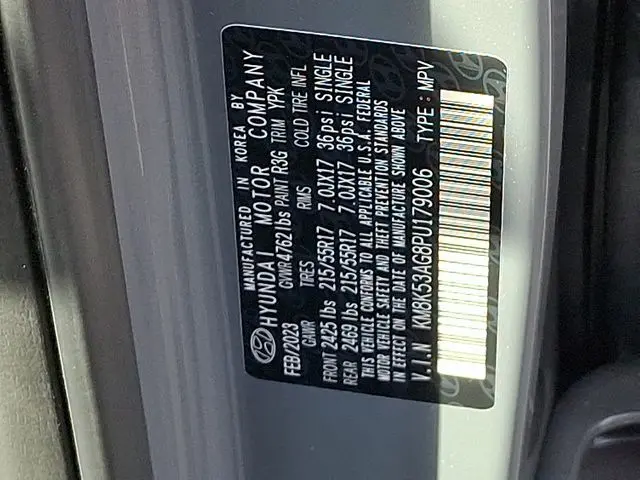 MANUFACTURED IN KOREA BY
HYUNDAI MOTOR COMPANY
FEB/2023 GVWR 4762 lbs PAINT R3G TRIM YPK
GAWR TIRES RIMS COLD TIRE INFL
FRONT 2425 lbs 215/55R17 7.0JX17 36psi SINGLE
REAR 2469 lbs 215/55R17 7.0JX17 36psi SINGLE
THIS VEHICLE CONFORMS TO ALL APPLICABLE U.S.A. FEDERAL
MOTOR VEHICLE SAFETY AND THEFT PREVENTION STANDARDS
IN EFFECT ON DATE OF MANUFACTURE SHOWN ABOVE
V.I.N KM8K53AG8PU179006 TYPE : MPV